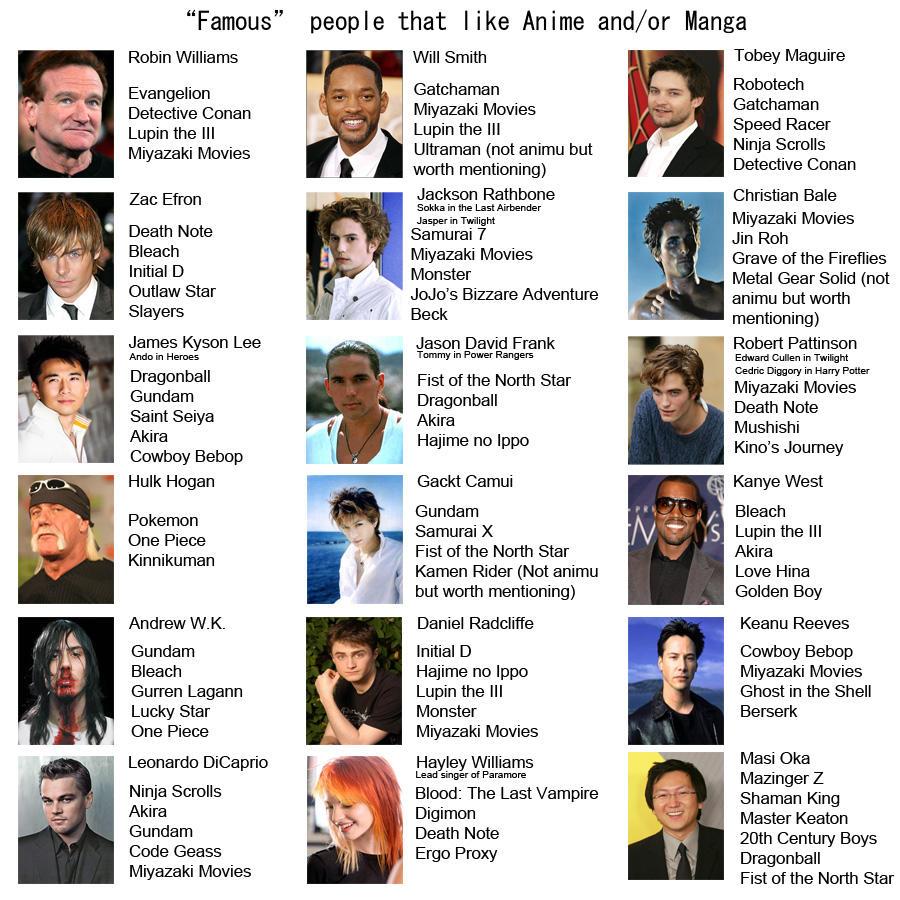 “Famous” people that like Anime and/or Manga
Robin Williams
Evangelion
Detective Conan
Lupin the III
Miyazaki Movies
Will Smith
Gatchaman
Miyazaki Movies
Lupin the III
Ultraman (not animu but
worth mentioning)
Tobey Maguire
Robotech
Gatchaman
Speed Racer
Ninja Scrolls
Detective Conan
Zac Efron
Death Note
Bleach
Initial D
Outlaw Star
Slayers
Jackson Rathbone
Sokka in the Last Airbender
Jasper in Twilight
Samurai 7
Miyazaki Movies
Monster
JoJo’s Bizzare Adventure
Beck
Christian Bale
Miyazaki Movies
Jin Roh
Grave of the Fireflies
Metal Gear Solid (not
animu but worth
mentioning)
James Kyson Lee
Ando in Heroes
Dragonball
Gundam
Saint Seiya
Akira
Cowboy Bebop
Jason David Frank
Tommy in Power Rangers
Fist of the North Star
Dragonball
Akira
Hajime no Ippo
Robert Pattinson
Edward Cullen in Twilight
Cedric Diggory in Harry Potter
Miyazaki Movies
Death Note
Mushishi
Kino’s Journey
Hulk Hogan
Pokemon
One Piece
Kinnikuman
Gackt Camui
Gundam
Samurai X
Fist of the North Star
Kamen Rider (Not animu
but worth mentioning)
Kanye West
Bleach
Lupin the III
Akira
Love Hina
Golden Boy
Andrew W.K.
Gundam
Bleach
Gurren Lagann
Lucky Star
One Piece
Daniel Radcliffe
Initial D
Hajime no Ippo
Lupin the III
Monster
Miyazaki Movies
Keanu Reeves
Cowboy Bebop
Miyazaki Movies
Ghost in the Shell
Berserk
Leonardo DiCaprio
Ninja Scrolls
Akira
Gundam
Code Geass
Miyazaki Movies
Hayley Williams
Lead singer of Paramore
Blood: The Last Vampire
Digimon
Death Note
Ergo Proxy
Masi Oka
Mazinger Z
Shaman King
Master Keaton
20th Century Boys
Dragonball
Fist of the North Star